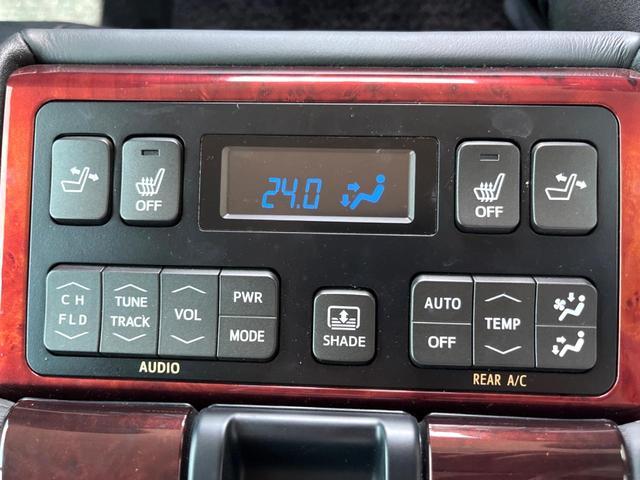 24.0
OFF
OFF
CH
FLD
TUNE
TRACK
VOL
PWR
MODE
AUDIO
SHADE
AUTO
OFF
TEMP
REAR A/C